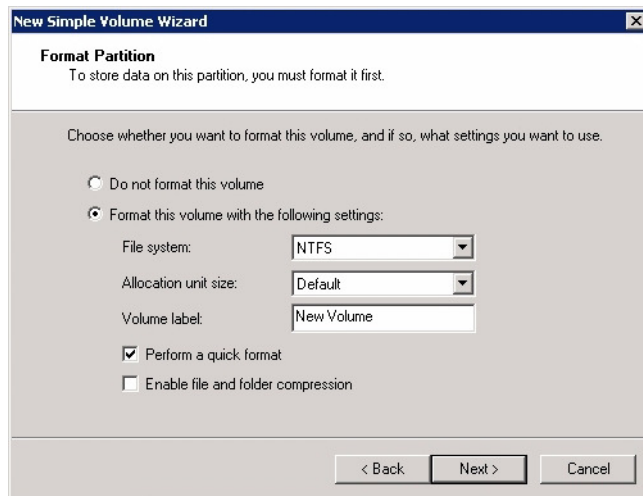 New Simple Volume Wizard
Format Partition
To store data on this partition, you must format it first.
Choose whether you want to format this volume, and if so, what settings you want to use.
Do not format this volume
Format this volume with the following settings:
File system: NTFS
Allocation unit size: Default
Volume label: New Volume
Perform a quick format
Enable file and folder compression
< Back Next > Cancel